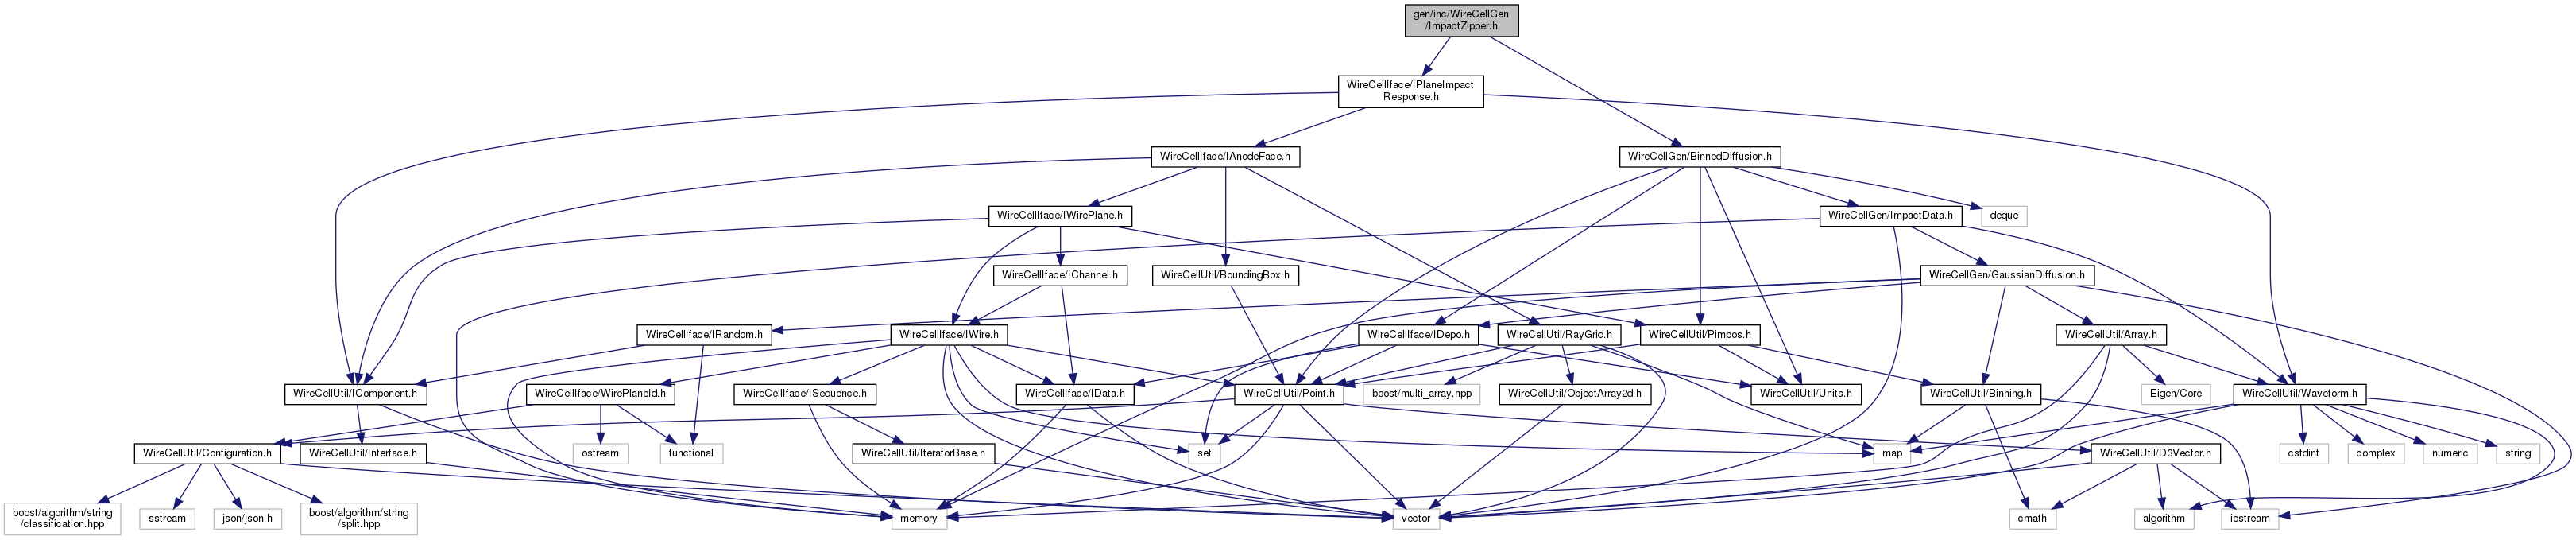 gen/inc/WireCellGen
/ImpactZipper.h
WireCellIface/IPlaneImpact
Response.h
WireCellIface/IAnodeFace.h
WireCellGen/BinnedDiffusion.h
WireCellIface/IWirePlane.h
WireCellGen/ImpactData.h
deque
WireCellIface/IChannel.h
WireCellUtil/BoundingBox.h
WireCellGen/GaussianDiffusion.h
WireCellIface/IRandom.h
WireCellIface/IWire.h
WireCellIface/IDepo.h
WireCellUtil/RayGrid.h
WireCellUtil/Pimpos.h
WireCellUtil/Array.h
WireCellUtil/IComponent.h
WireCellIface/WirePlaneId.h
WireCellIface/ISequence.h
WireCellIface/IData.h
WireCellUtil/Point.h
boost/multi_array.hpp
WireCellUtil/ObjectArray2d.h
WireCellUtil/Units.h
WireCellUtil/Binning.h
Eigen/Core
WireCellUtil/Waveform.h
WireCellUtil/Configuration.h
WireCellUtil/Interface.h
ostream
functional
WireCellUtil/IteratorBase.h
set
map
WireCellUtil/D3Vector.h
cstdint
complex
numeric
string
boost/algorithm/string
/classification.hpp
sstream
json/json.h
boost/algorithm/string
/split.hpp
memory
vector
cmath
algorithm
iostream